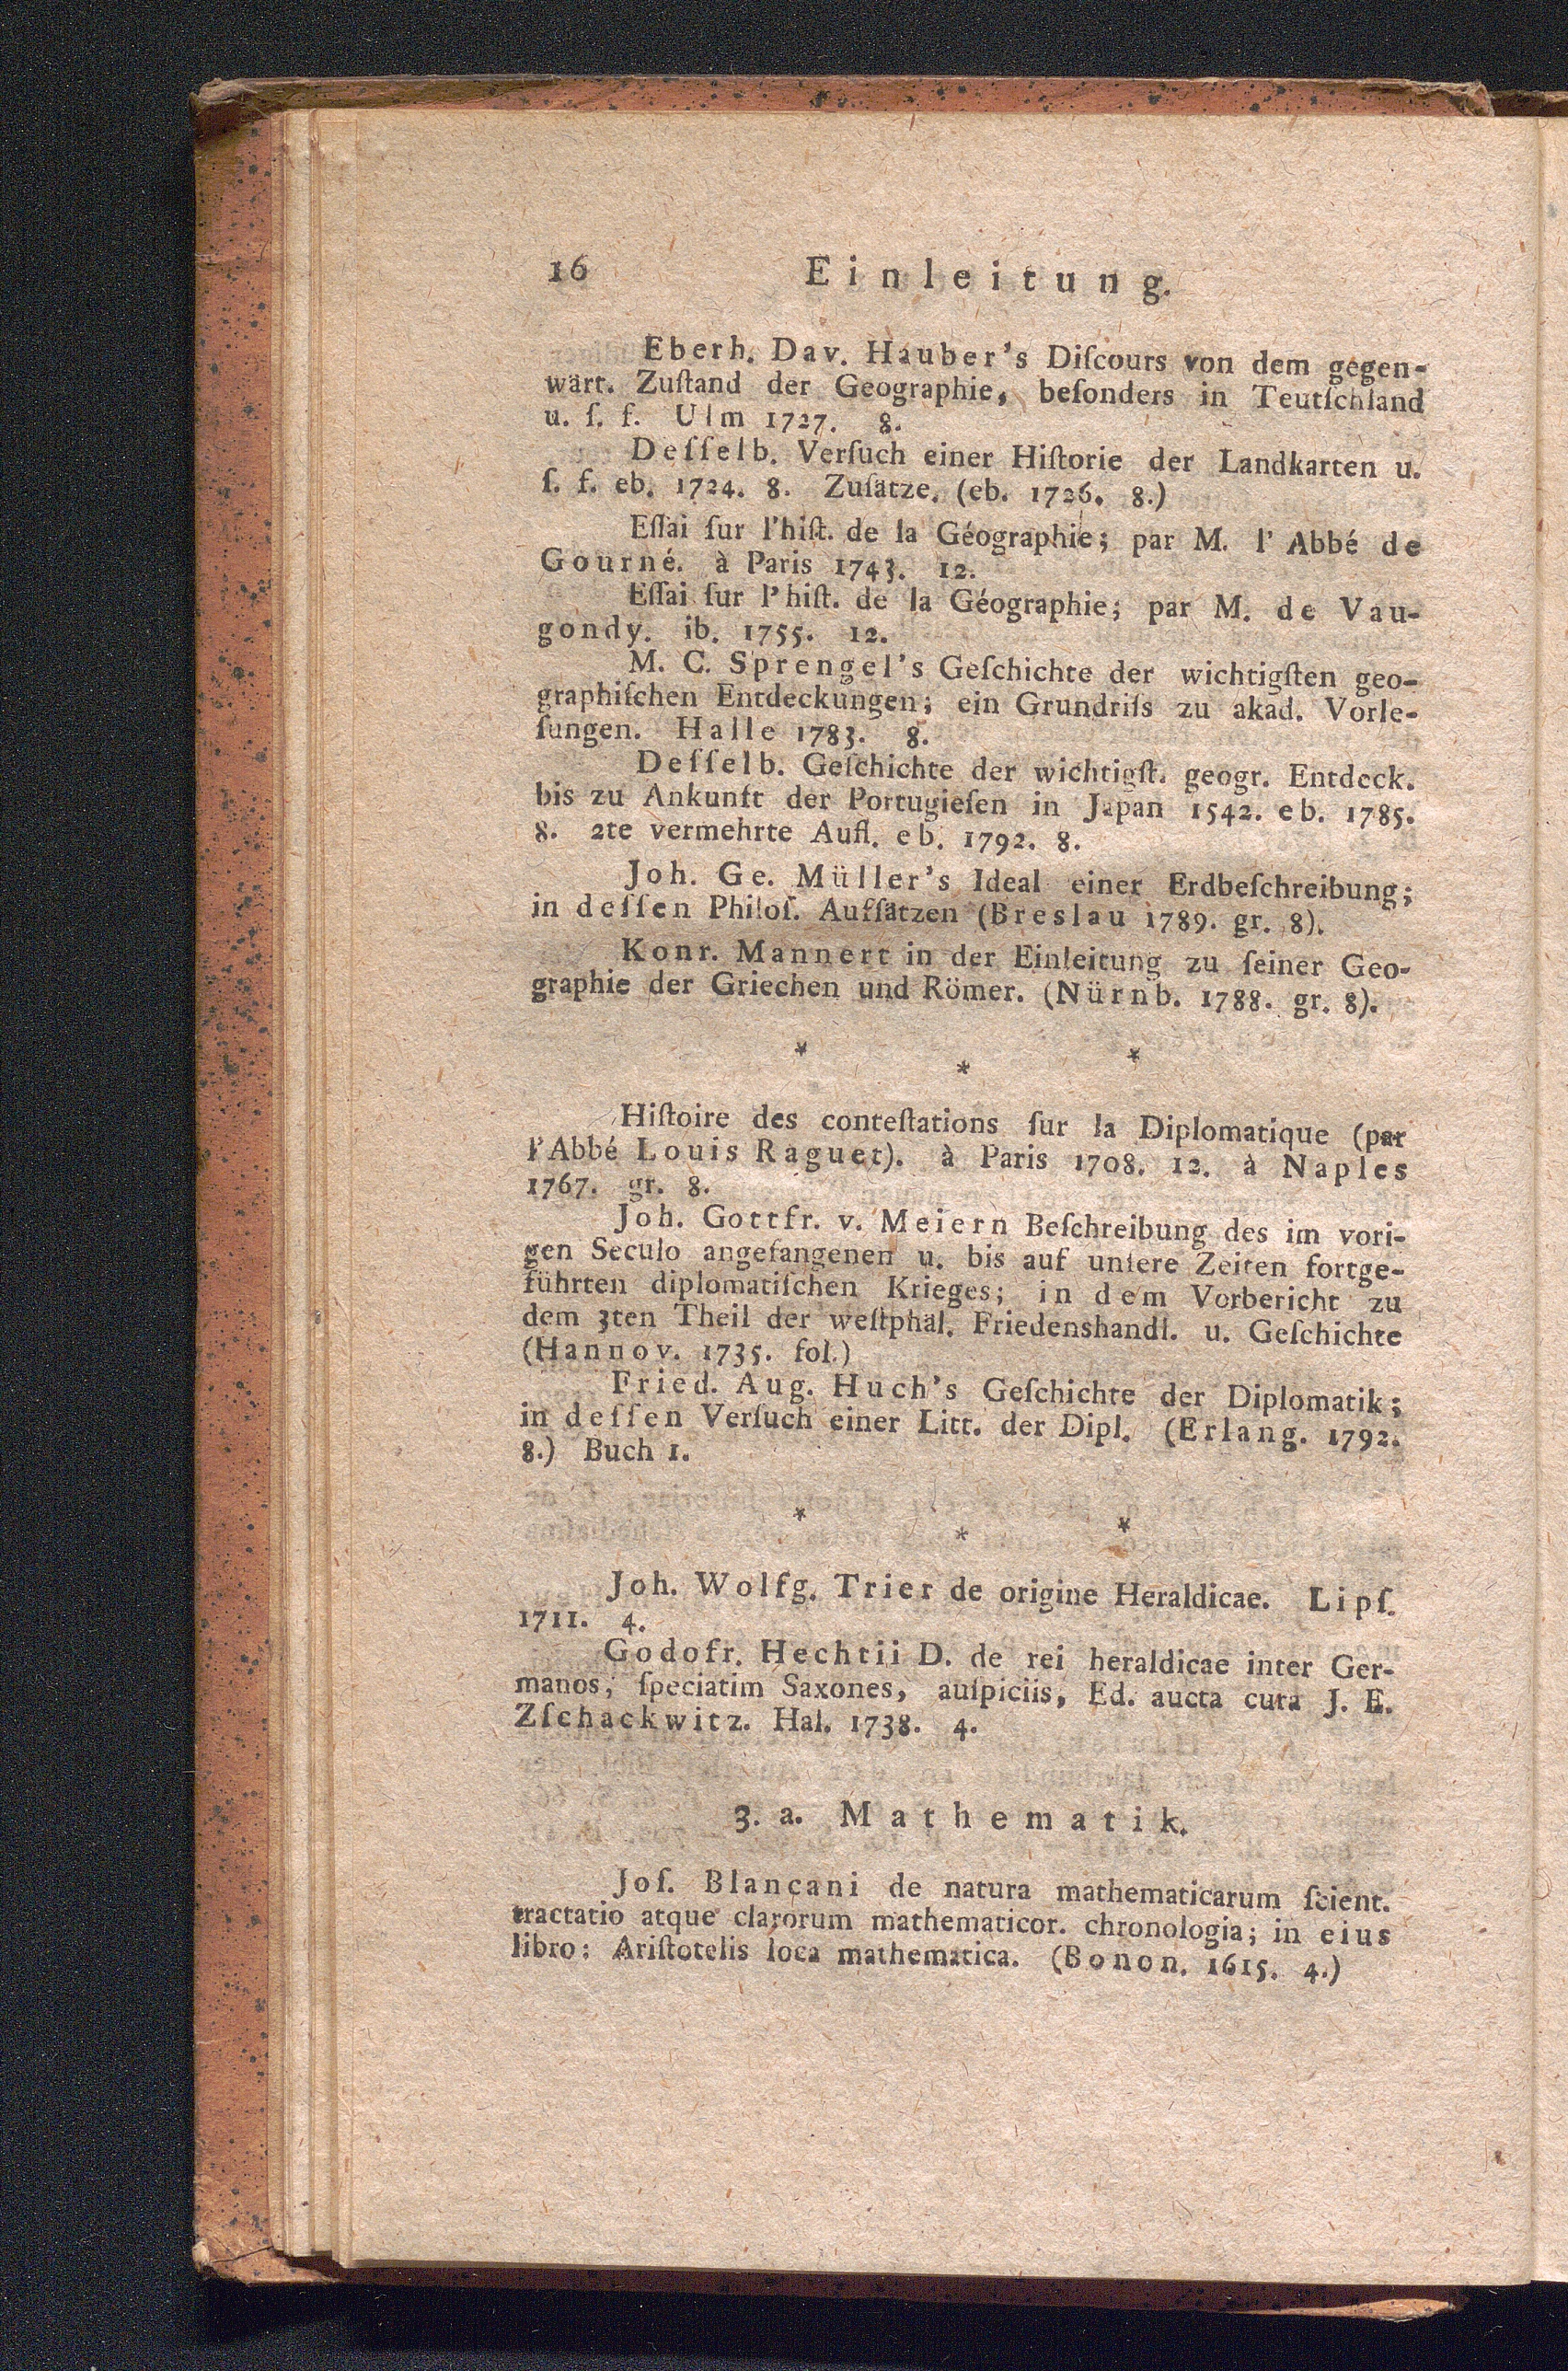 16 Einleitung.
Eberh. Dav. Hauber's Diſcours von dem gegen-
wärt. Zuſtand der Geographie, beſonders in Teutſchland
u. ſ. f. Ulm 1727. 8.
Deſſelb. Verſuch einer Hiſtorie der Landkarten u.
ſ. f. eb. 1724. 8. Zuſätze. (eb. 1726. 8.)
Eſſai ſur l'hiſt. de la Géographie; par M. l' Abbé de
Gourné. à Paris 1743. 12.
Eſſai ſur l'hiſt. de la Géographie; par M. de Vau-
gondy. ib. 1755. 12.
M. C. Sprengel's Geſchichte der wichtigſten geo-
graphiſchen Entdeckungen; ein Grundriſs zu akad. Vorle-
ſungen. Halle 1783. 8.
Deſſelb. Geſchichte der wichtigſt. geogr. Entdeck.
bis zu Ankunft der Portugieſen in Japan 1542. eb. 1785.
8. 2te vermehrte Aufl. eb. 1792. 8.
Joh. Ge. Müller's Ideal einer Erdbeſchreibung;
in deſſen Philoſ. Aufſätzen (Breslau 1789. gr. 8).
Konr. Mannert in der Einleitung zu ſeiner Geo-
graphie der Griechen und Römer. (Nürnb. 1788. gr. 8).
* * *
Hiſtoire des conteſtations ſur la Diplomatique (par
l'Abbé Louis Raguet). à Paris 1708. 12. à Naples
1767. gr. 8.
Joh. Gottfr. v. Meiern Beſchreibung des im vori-
gen Seculo angefangenen u. bis auf unſere Zeiten fortge-
führten diplomatiſchen Krieges; in dem Vorbericht zu
dem 3ten Theil der weſtphäl. Friedenshandl. u. Geſchichte
(Hannov. 1735. fol.)
Fried. Aug. Huch's Geſchichte der Diplomatik;
in deſſen Verſuch einer Litt. der Dipl. (Erlang. 1792.
8.) Buch 1.
* * *
Joh. Wolfg. Trier de origine Heraldicae. Lipſ.
1711. 4.
Godofr. Hechtii D. de rei heraldicae inter Ger-
manos, ſpeciatim Saxones, auſpiciis, Ed. aucta cura J. E.
Zſchackwitz. Hal. 1738. 4.
3. a. Mathematik.
Joſ. Blancani de natura mathematicarum ſcient.
tractatio atque clarorum mathematicor. chronologia; in eius
libro: Ariſtotelis loca mathematica. (Bonon. 1615. 4.)